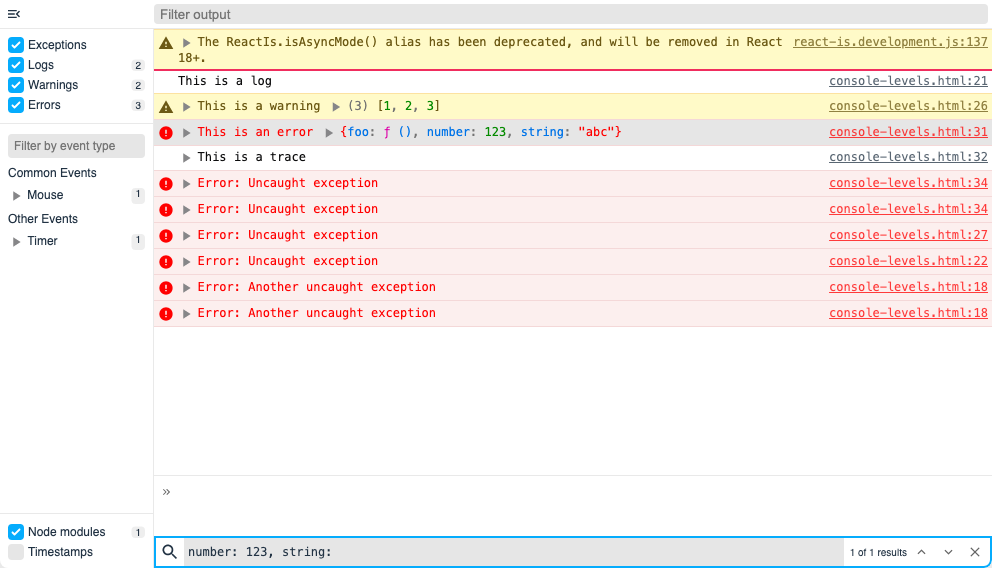 Filter output
Exceptions
Logs 2
Warnings 2
Errors 3
Filter by event type
Common Events
Mouse 1
Other Events
Timer 1
Node modules 1
Timestamps
The ReactIs.isAsyncMode() alias has been deprecated, and will be removed in React react-is.development.js:137
18+.
This is a log console-levels.html:21
This is a warning (3) [1, 2, 3] console-levels.html:26
This is an error {foo: ƒ (), number: 123, string: "abc"} console-levels.html:31
This is a trace console-levels.html:32
Error: Uncaught exception console-levels.html:34
Error: Uncaught exception console-levels.html:34
Error: Uncaught exception console-levels.html:27
Error: Uncaught exception console-levels.html:22
Error: Another uncaught exception console-levels.html:18
Error: Another uncaught exception console-levels.html:18
»
number: 123, string: 1 of 1 results